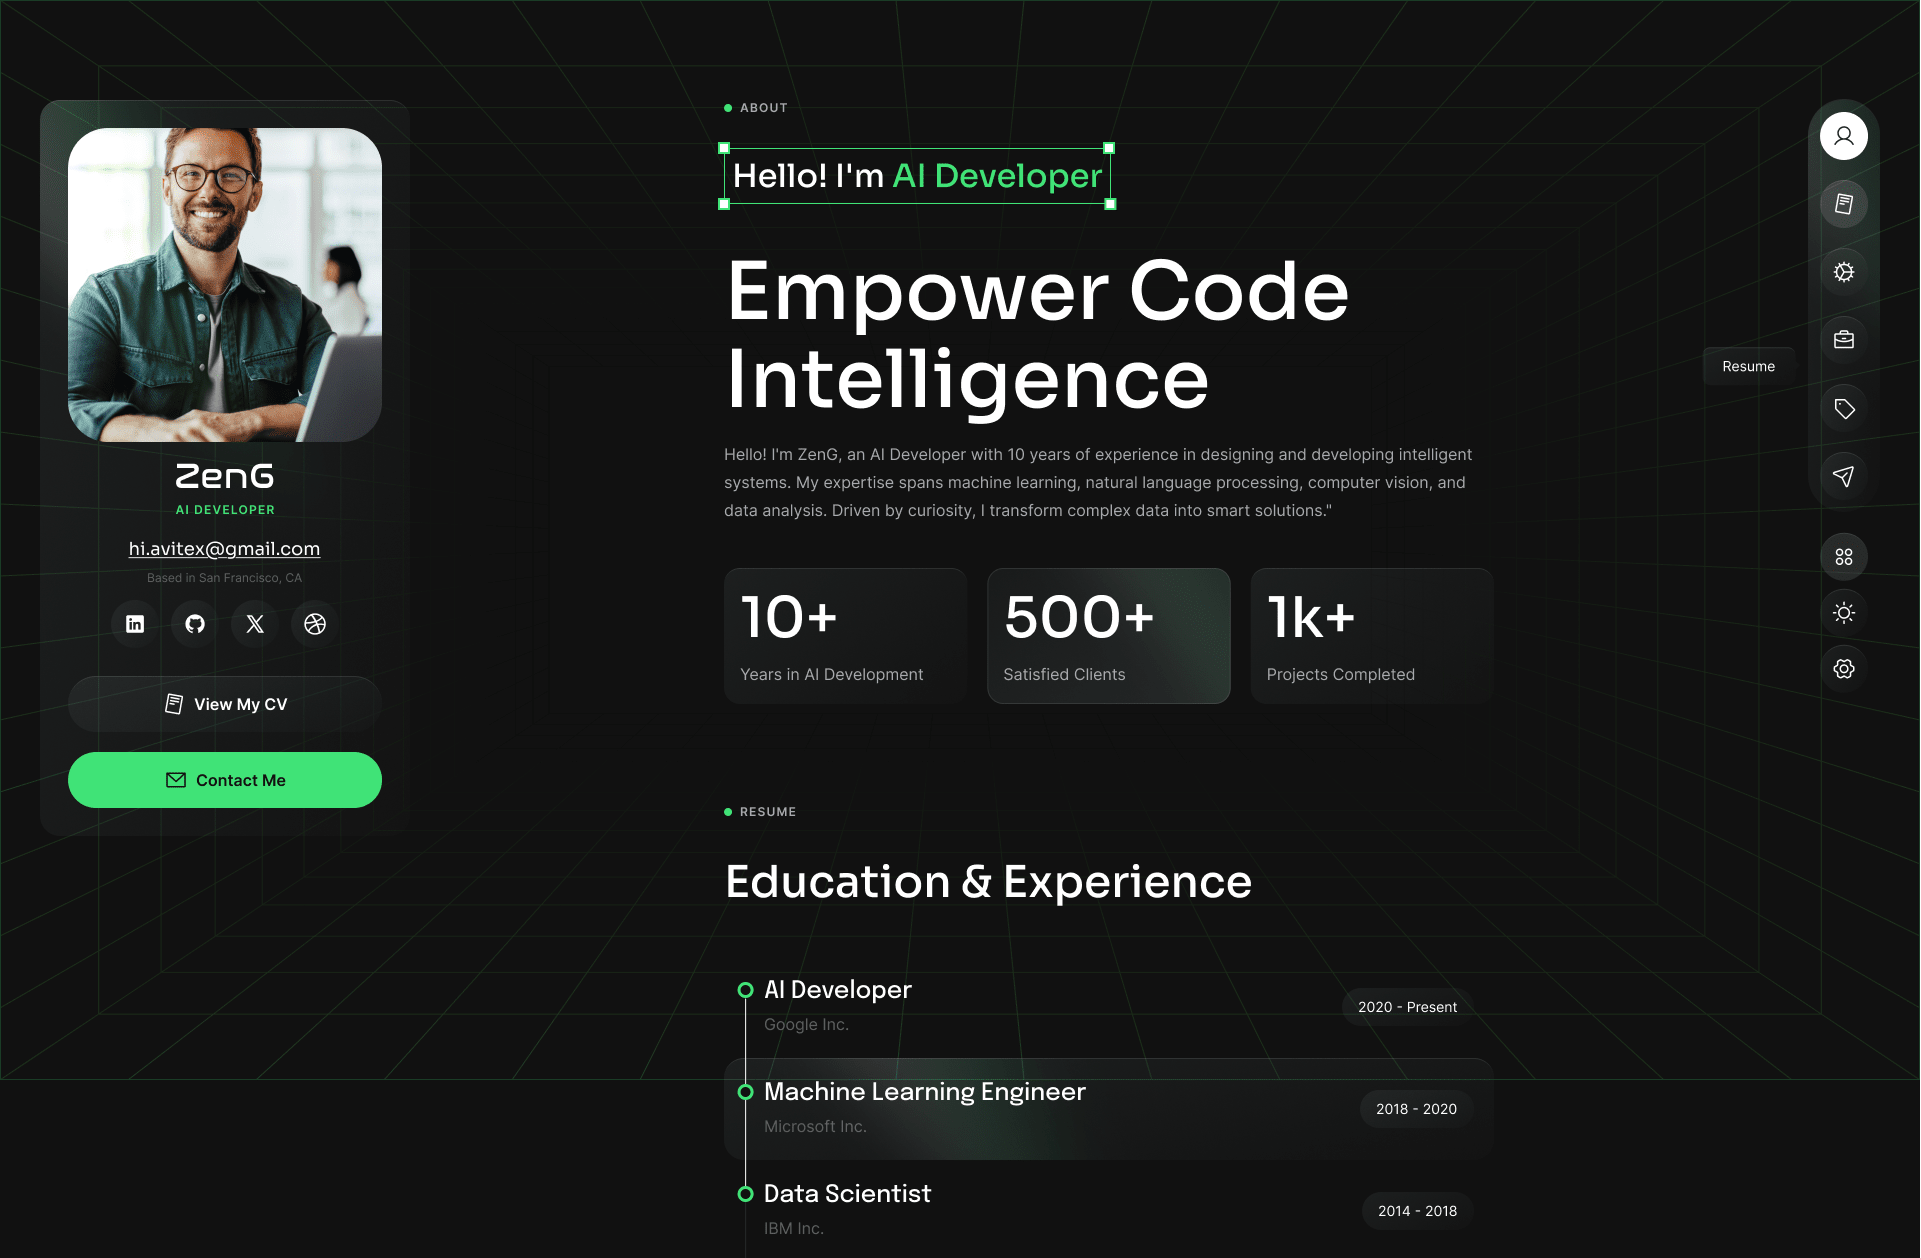 ABOUT
Hello! I'm AI Developer
Empower Code
Intelligence
Hello! I'm ZenG, an AI Developer with 10 years of experience in designing and developing intelligent
systems. My expertise spans machine learning, natural language processing, computer vision, and
data analysis. Driven by curiosity, I transform complex data into smart solutions."
10+
Years in AI Development
500+
Satisfied Clients
1k+
Projects Completed
ZenG
AI DEVELOPER
hi.avitex@gmail.com
Based in San Francisco, CA
in
X
View My CV
Contact Me
Resume
RESUME
Education & Experience
AI Developer
Google Inc.
2020 - Present
Machine Learning Engineer
Microsoft Inc.
2018 - 2020
Data Scientist
IBM Inc.
2014 - 2018